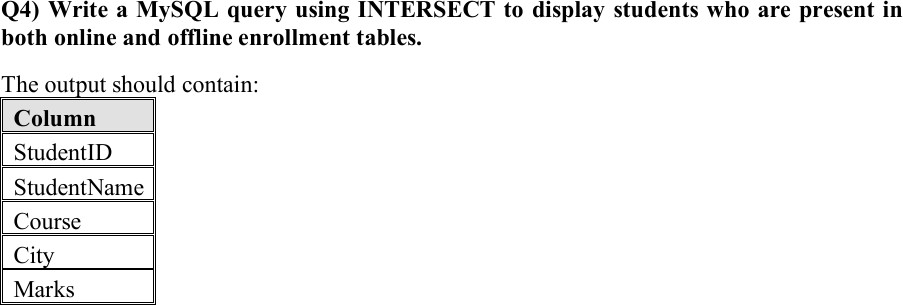 Q4) Write a MySQL query using INTERSECT to display students who are present in
both online and offline enrollment tables.
The output should contain:
Column
StudentID
StudentName
Course
City
Marks